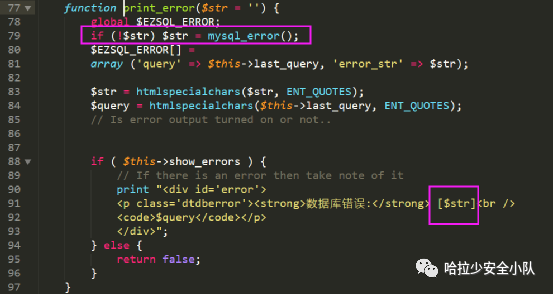 77 function print_error($str = '') {
78 global $EZSQL_ERROR;
79 if (!$str) $str = mysql_error();
80 $EZSQL_ERROR[] =
81 array ('query' => $this->last_query, 'error_str' => $str);
82
83 $str = htmlspecialchars($str, ENT_QUOTES);
84 $query = htmlspecialchars($this->last_query, ENT_QUOTES);
85 // Is error output turned on or not..
86
87
88 if ( $this->show_errors ) {
89 // If there is an error then take note of it
90 print "<div id='error'>
91 <p class='dtdberror'><strong>数据库错误:</strong> [$str]<br />
92 <code>$query</code></p>
93 </div>";
94 } else {
95 return false;
96 }
97 }
哈拉少安全小队